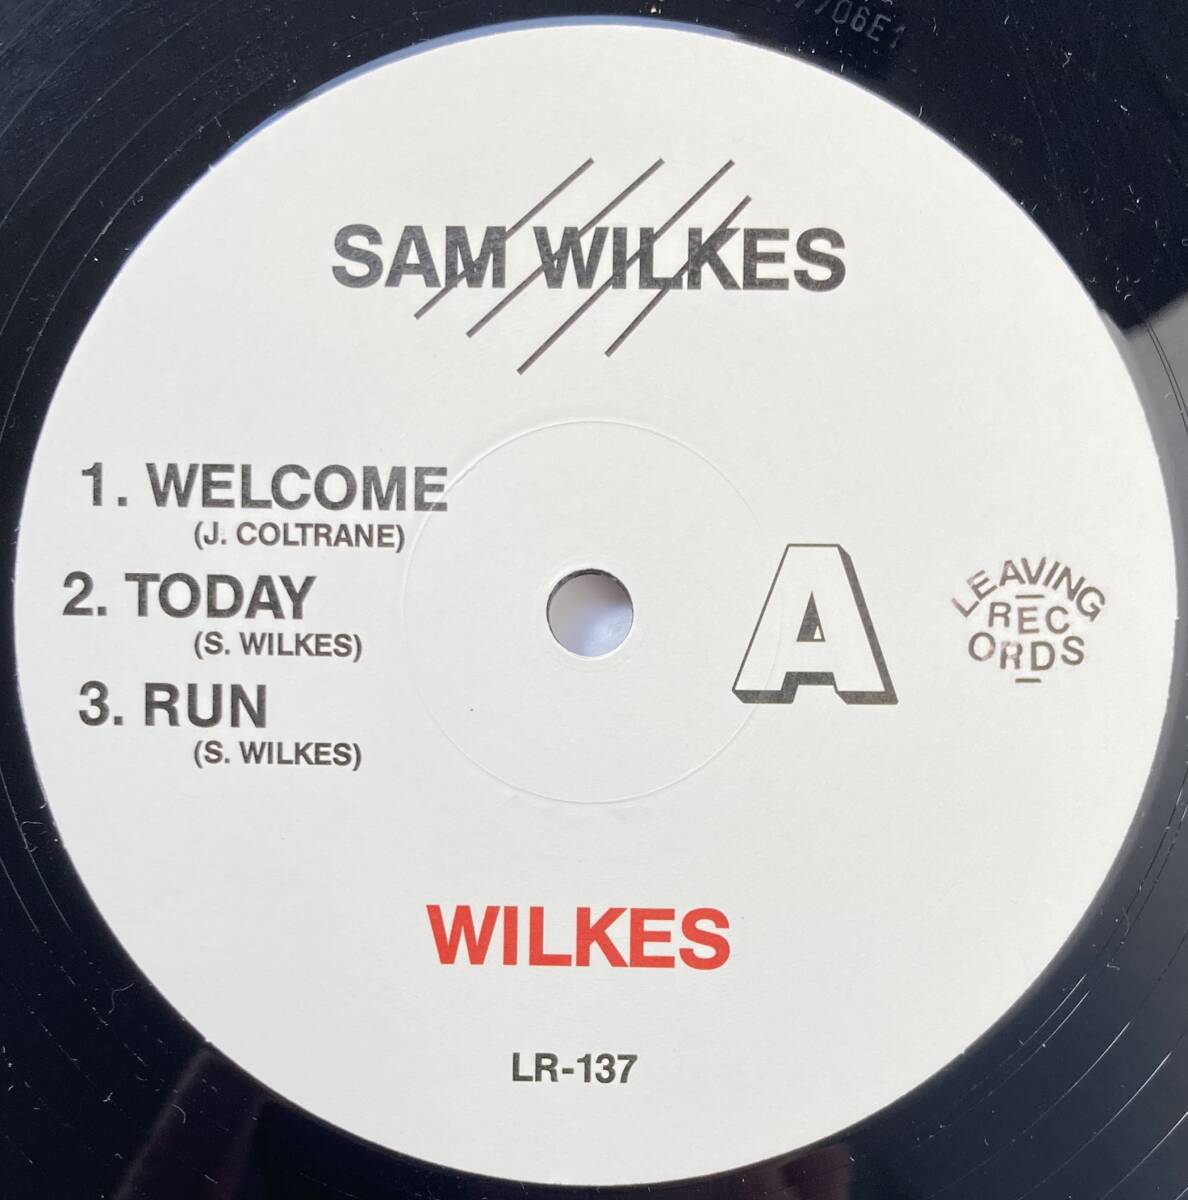 SAM WILKES
1. WELCOME
(J. COLTRANE)
2. TODAY
(S. WILKES)
3. RUN
(S. WILKES)
A
LEAVING
REC
ORDS
WILKES
LR-137